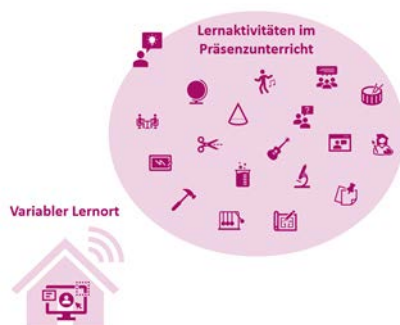 Lernaktivitäten im
Präsenzunterricht
Variabler Lernort